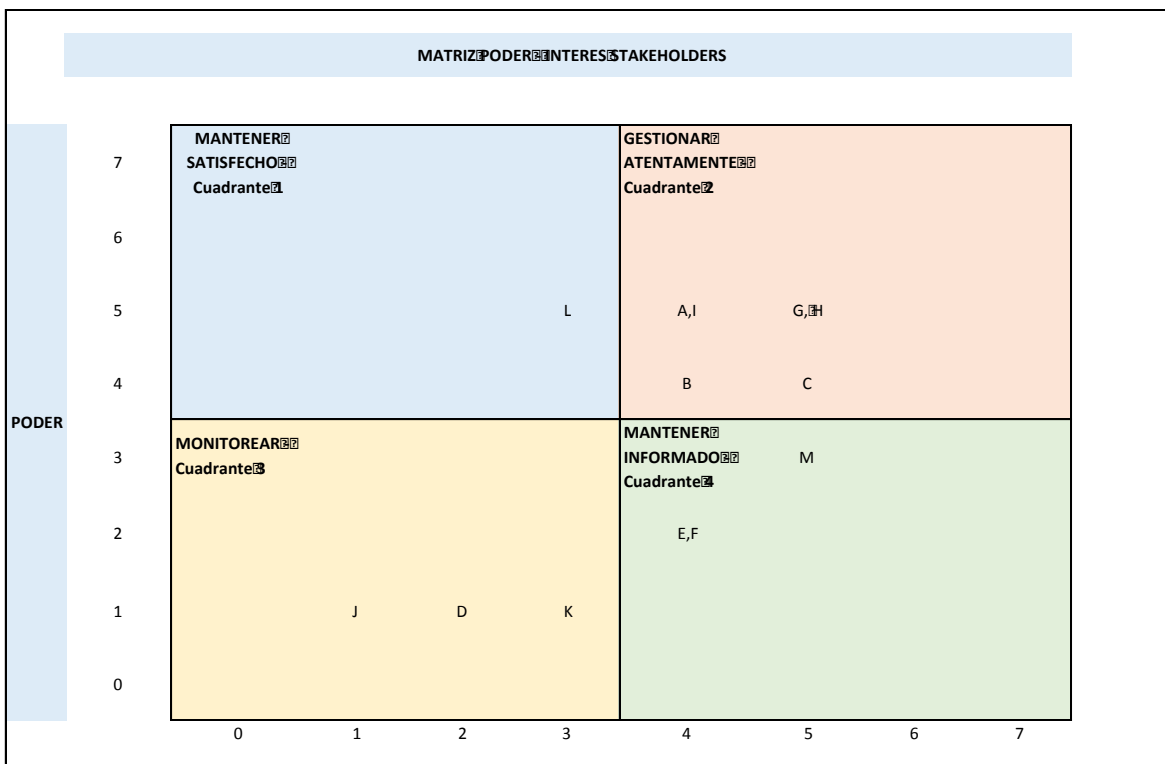 MATRIZ PODER - INTERES STAKEHOLDERS
MANTENER
SATISFECHO -
Cuadrante 1
GESTIONAR
ATENTAMENTE -
Cuadrante 2
7
6
5
L
A,I
G, H
4
B
C
PODER
MONITOREAR -
Cuadrante 3
MANTENER
INFORMADO -
Cuadrante 4
3
M
2
E,F
1
J
D
K
0
0 1 2 3 4 5 6 7